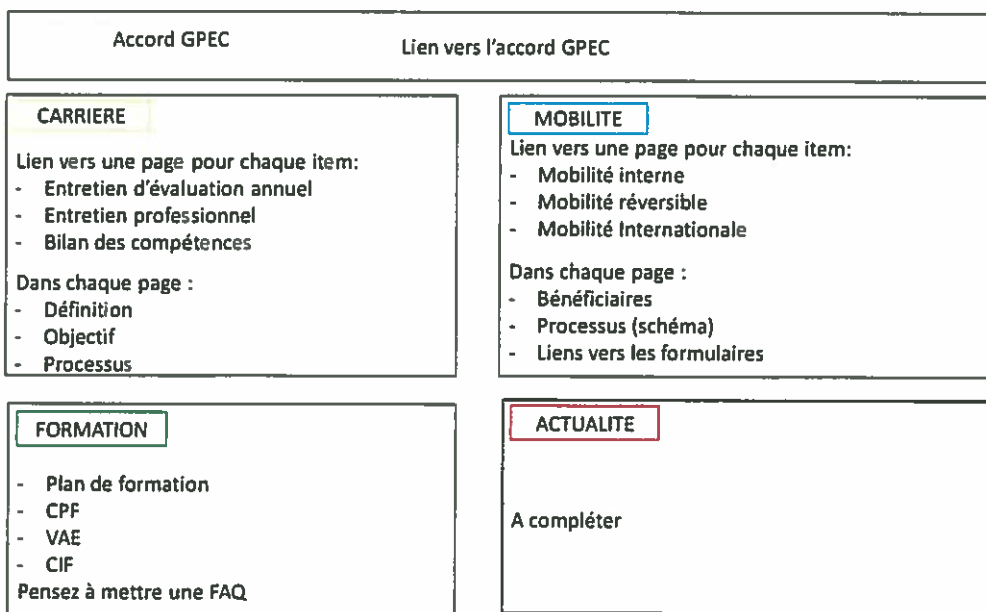 Accord GPEC
Lien vers l'accord GPEC
CARRIERE
Lien vers une page pour chaque item:
- Entretien d'évaluation annuel
- Entretien professionnel
- Bilan des compétences
Dans chaque page :
- Définition
- Objectif
- Processus
MOBILITE
Lien vers une page pour chaque item:
- Mobilité interne
- Mobilité réversible
- Mobilité Internationale
Dans chaque page :
- Bénéficiaires
- Processus (schéma)
- Liens vers les formulaires
FORMATION
- Plan de formation
- CPF
- VAE
- CIF
Pensez à mettre une FAQ
ACTUALITE
A compléter